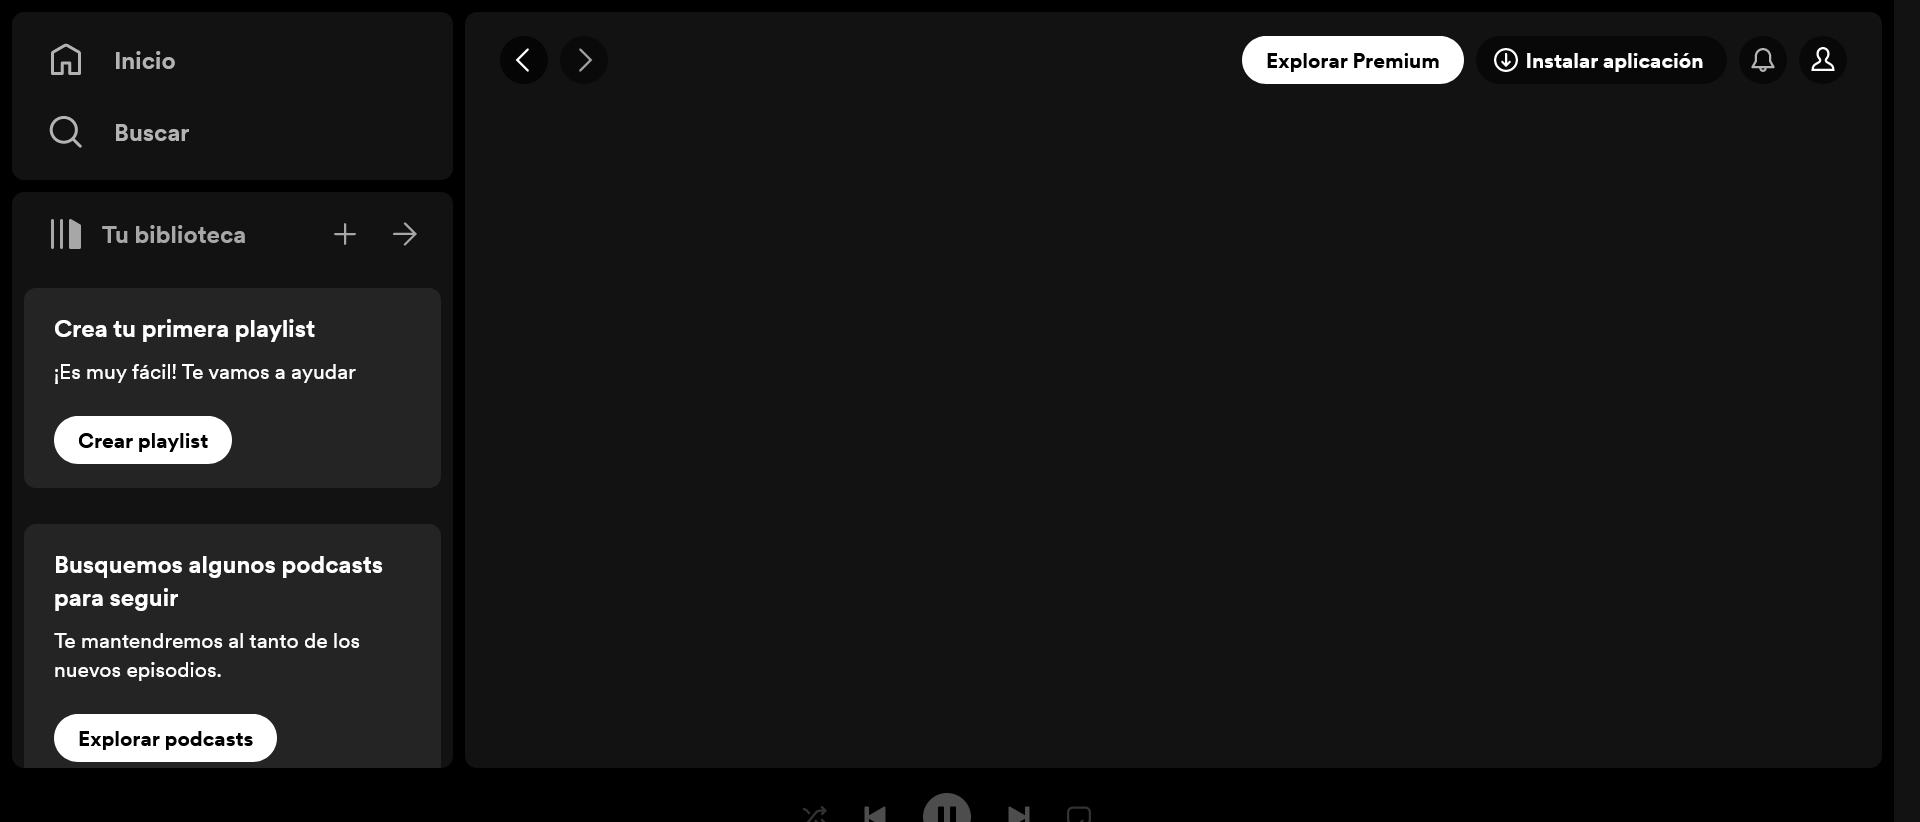 Inicio
Buscar
Tu biblioteca
Crea tu primera playlist
¡Es muy fácil! Te vamos a ayudar
Crear playlist
Busquemos algunos podcasts
para seguir
Te mantendremos al tanto de los
nuevos episodios.
Explorar podcasts
Explorar Premium
Instalar aplicación